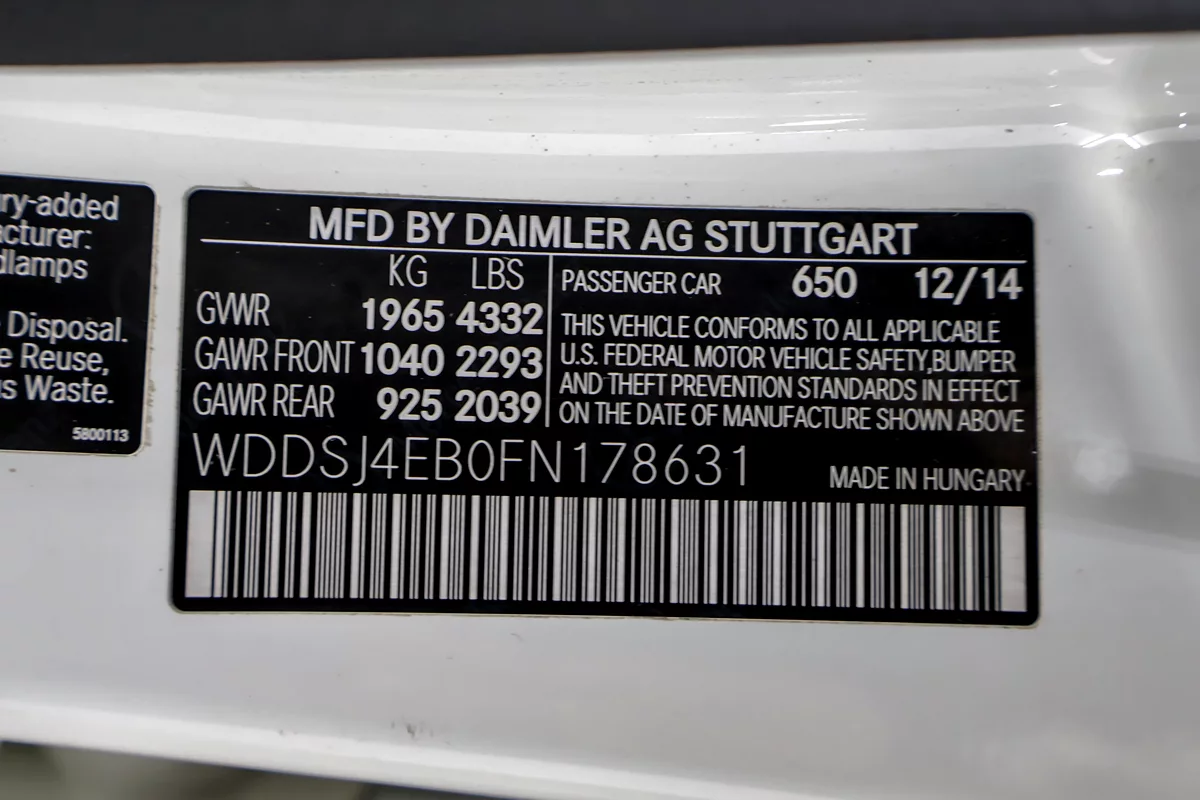 ry-added
acturer:
dlamps
Disposal.
e Reuse,
s Waste.
5800113
MFD BY DAIMLER AG STUTTGART
KG LBS
GVWR 1965 4332
GAWR FRONT 1040 2293
GAWR REAR 925 2039
PASSENGER CAR 650 12/14
THIS VEHICLE CONFORMS TO ALL APPLICABLE
U.S. FEDERAL MOTOR VEHICLE SAFETY,BUMPER
AND THEFT PREVENTION STANDARDS IN EFFECT
ON THE DATE OF MANUFACTURE SHOWN ABOVE
WDDSJ4EB0FN178631
MADE IN HUNGARY